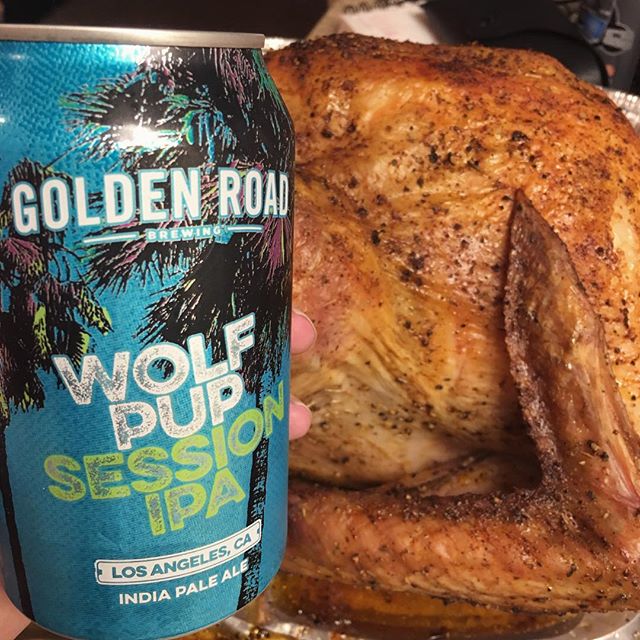 GOLDEN ROAD
BREWING
WOLF
PUP
SESSION
IPA
LOS ANGELES, CA
INDIA PALE ALE